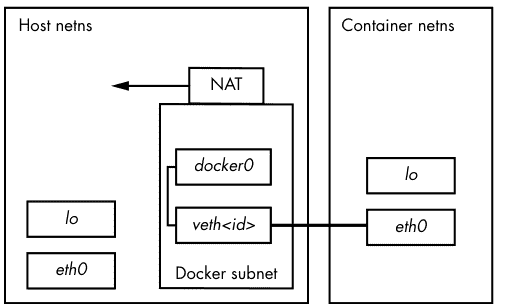 Host netns
NAT
docker0
veth<id>
Docker subnet
lo
eth0
Container netns
lo
eth0